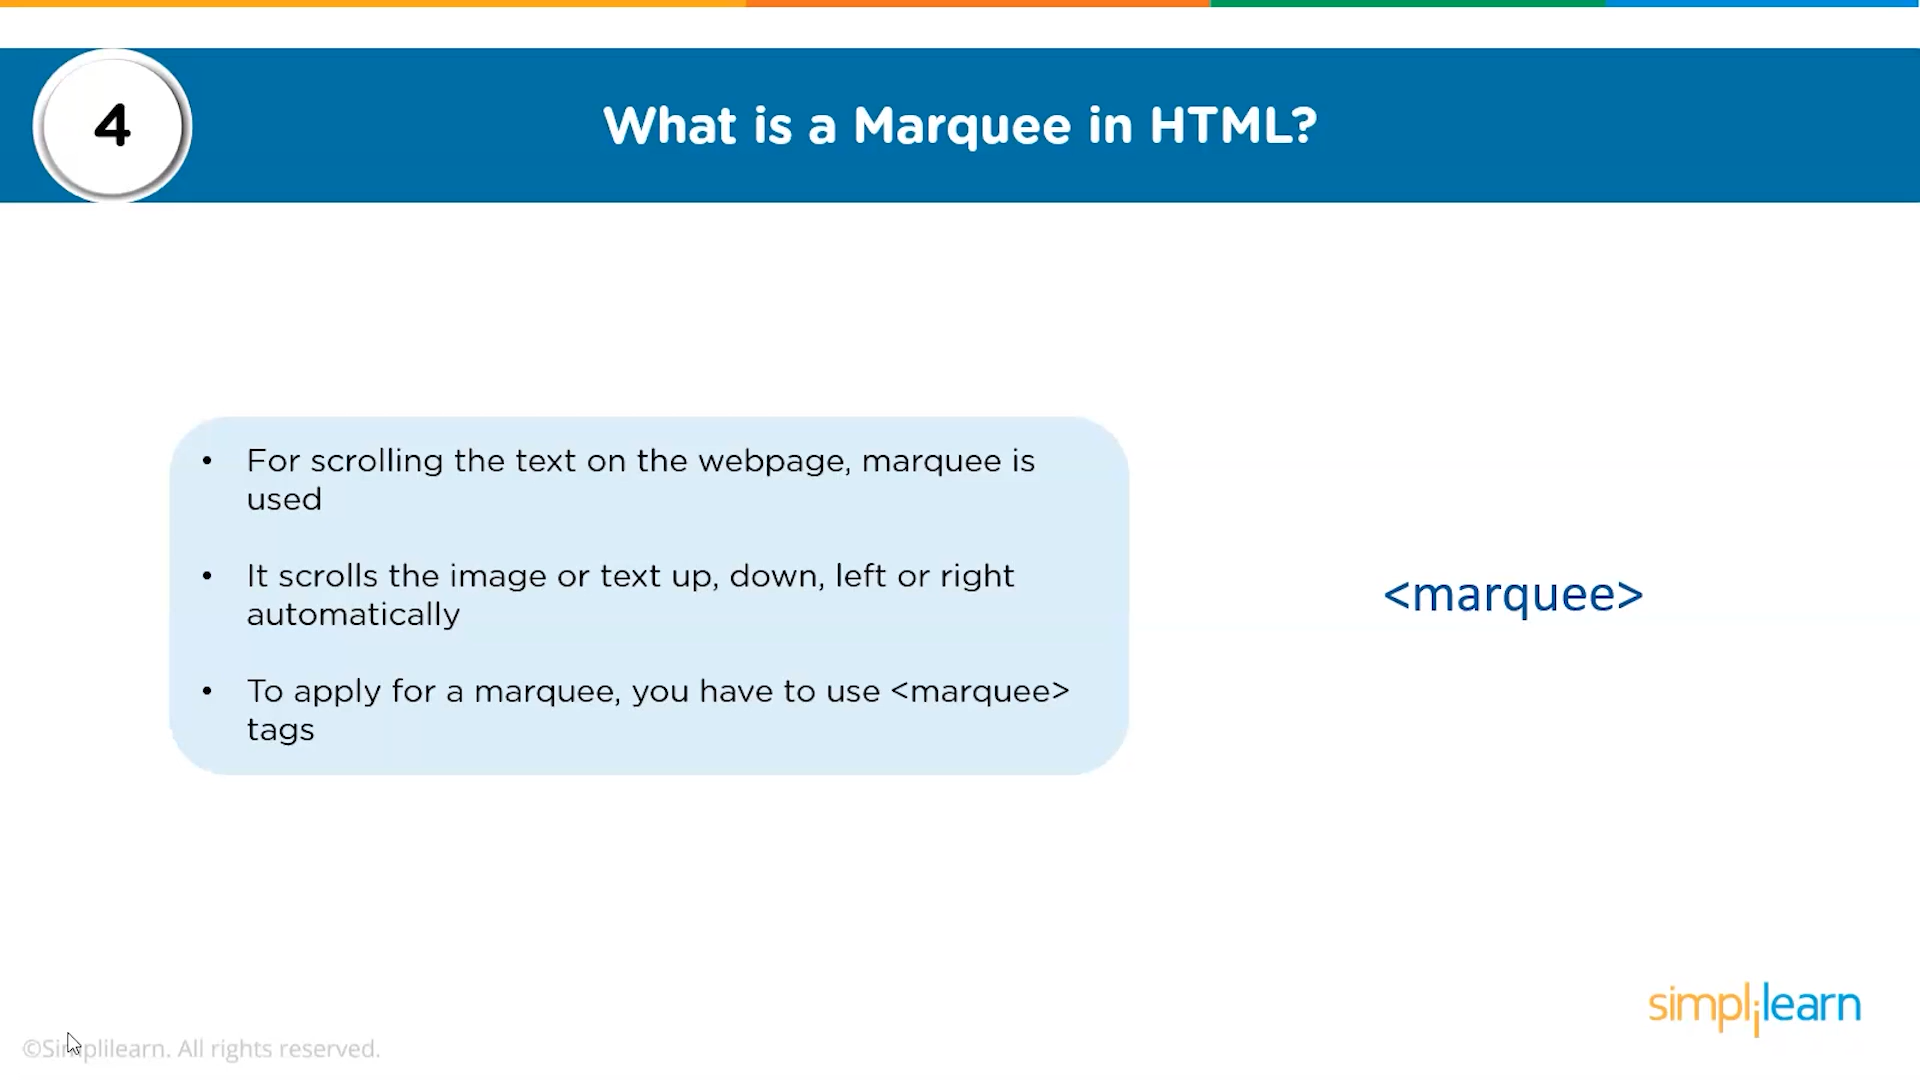 4
What is a Marquee in HTML?
• For scrolling the text on the webpage, marquee is
used
• It scrolls the image or text up, down, left or right
automatically
• To apply for a marquee, you have to use <marquee>
tags
<marquee>
simplilearn
©Simplilearn. All rights reserved.